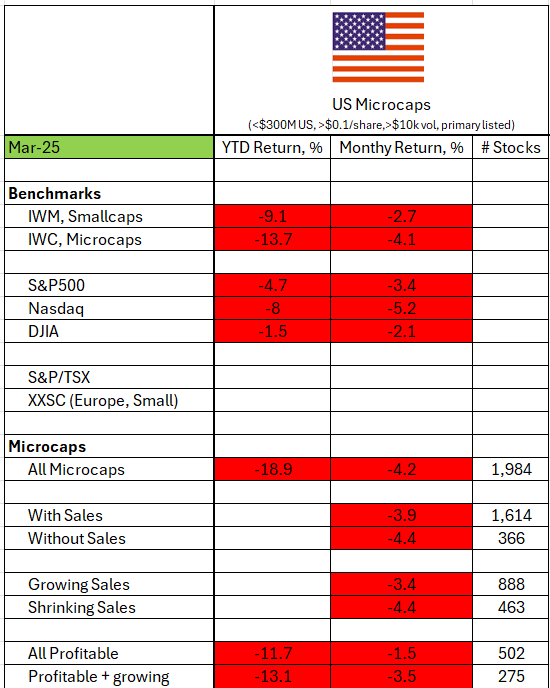 US Microcaps
(<$300M US, >$0.1/share,>$10k vol, primary listed)
Mar-25 YTD Return, % Monthy Return, % # Stocks
Benchmarks
IWM, Smallcaps -9.1 -2.7
IWC, Microcaps -13.7 -4.1
S&P500 -4.7 -3.4
Nasdaq -8 -5.2
DJIA -1.5 -2.1
S&P/TSX
XXSC (Europe, Small)
Microcaps
All Microcaps -18.9 -4.2 1,984
With Sales -3.9 1,614
Without Sales -4.4 366
Growing Sales -3.4 888
Shrinking Sales -4.4 463
All Profitable -11.7 -1.5 502
Profitable + growing -13.1 -3.5 275